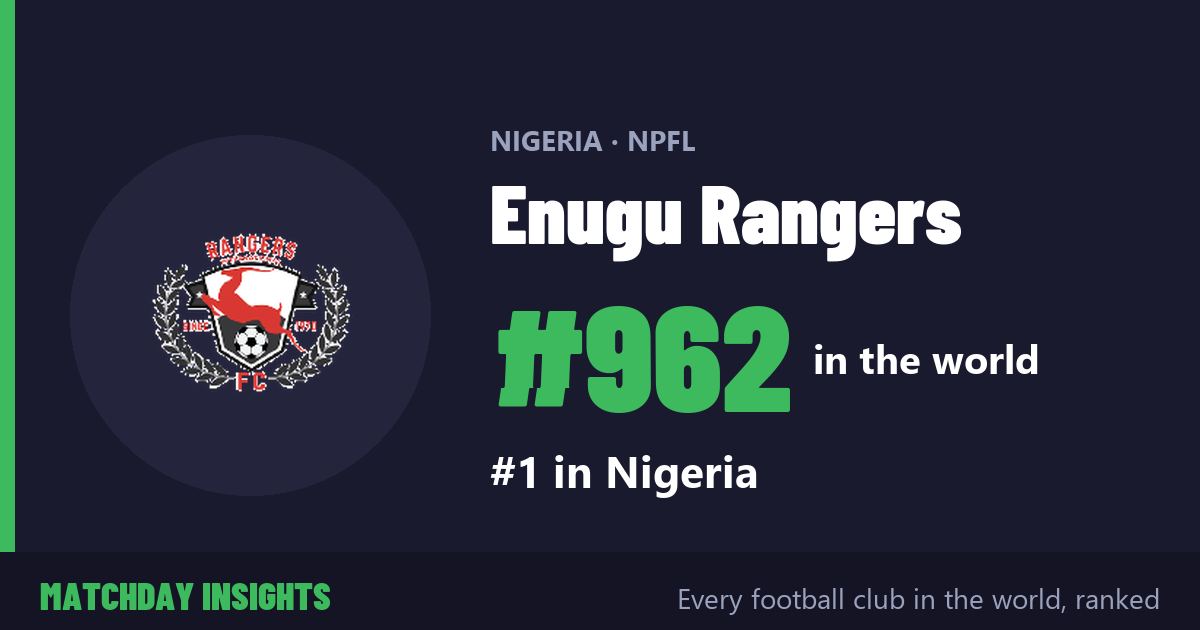 NIGERIA · NPFL
Enugu Rangers
RANGERS
#962 in the world
FC
#1 in Nigeria
MATCHDAY INSIGHTS
Every football club in the world, ranked